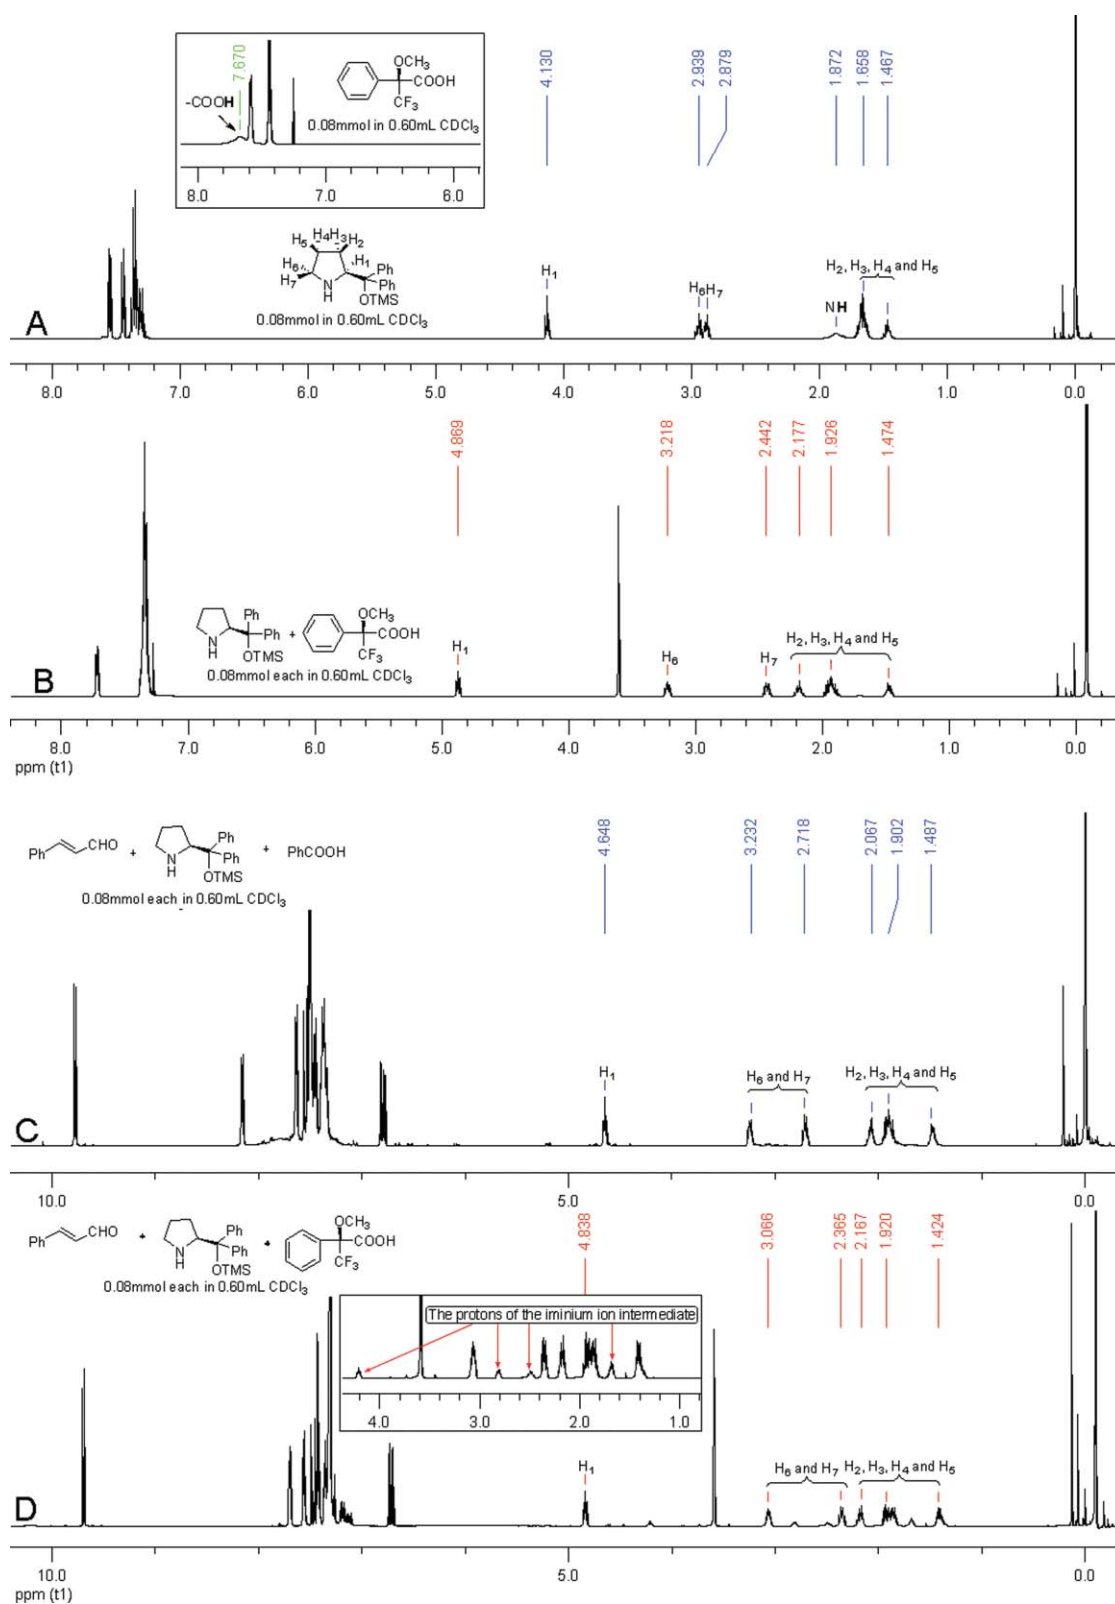 7.670
-COOH
OCH3
COOH
CF3
0.08mmol in 0.60mL CDCl3
8.0 7.0 6.0
4.130 2.939 2.879 1.872 1.658 1.467
H4 H3
H5 H2
H6 H1
H7 NH Ph
Ph
OTMS
0.08mmol in 0.60mL CDCl3
H1 H6 H7 NH H2, H3, H4 and H5
A
8.0 7.0 6.0 5.0 4.0 3.0 2.0 1.0 0.0
4.869 3.218 2.442 2.177 1.926 1.474
Ph
Ph
NH
OTMS
+
OCH3
COOH
CF3
0.08mmol each in 0.60mL CDCl3
H1 H6 H7 H2, H3, H4 and H5
B
8.0 7.0 6.0 5.0 4.0 3.0 2.0 1.0 0.0
ppm (t1)
Ph CHO + NH Ph
Ph
OTMS
+ PhCOOH
0.08mmol each in 0.60mL CDCl3
4.648 3.232 2.718 2.067 1.902 1.487
H1 H6 and H7 H2, H3, H4 and H5
C
10.0 5.0 0.0
Ph CHO + NH Ph
Ph
OTMS
+
OCH3
COOH
CF3
0.08mmol each in 0.60mL CDCl3
4.838 3.066 2.365 2.167 1.920 1.424
The protons of the iminium ion intermediate
4.0 3.0 2.0 1.0
H1 H6 and H7 H2, H3, H4 and H5
D
10.0 5.0 0.0
ppm (t1)